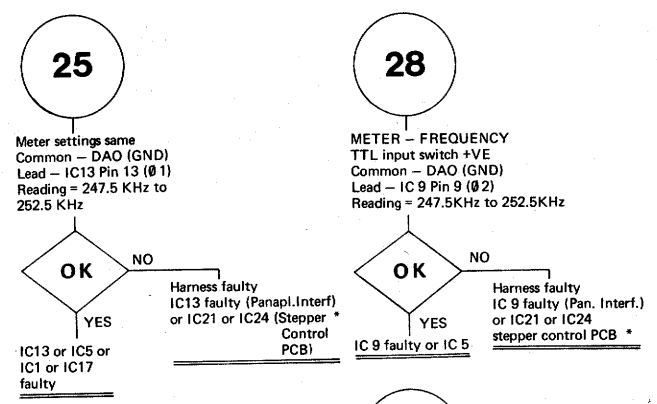 25
Meter settings same
Common – DAO (GND)
Lead – IC13 Pin 13 (Ø 1)
Reading = 247.5 KHz to
252.5 KHz
OK
NO
Harness faulty
IC13 faulty (Panapl.Interf)
or IC21 or IC24 (Stepper *
Control
PCB)
YES
IC13 or IC5 or
IC1 or IC17
faulty
28
METER – FREQUENCY
TTL input switch +VE
Common – DAO (GND)
Lead – IC 9 Pin 9 (Ø 2)
Reading = 247.5KHz to 252.5KHz
OK
NO
Harness faulty
IC 9 faulty (Pan. Interf.)
or IC21 or IC24
stepper control PCB *
YES
IC 9 faulty or IC 5